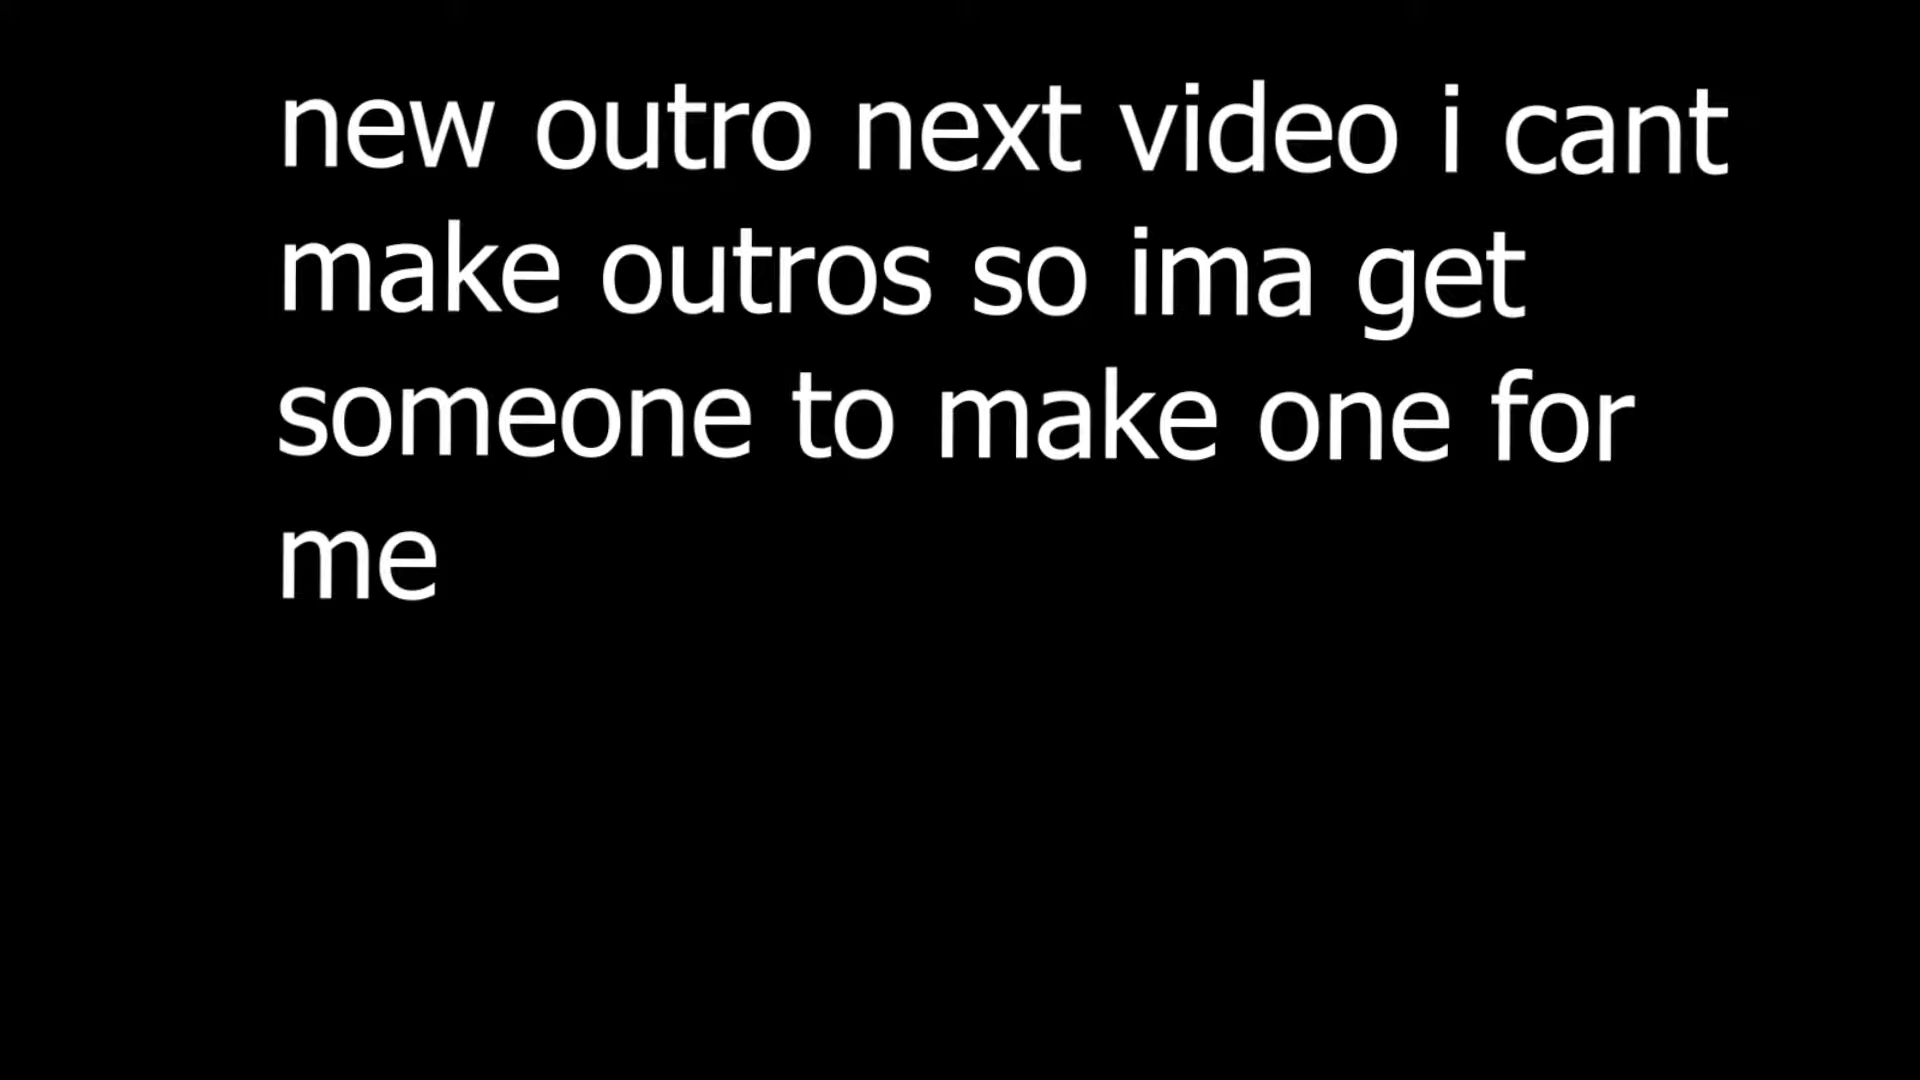 new outro next video i cant
make outros so ima get
someone to make one for
me